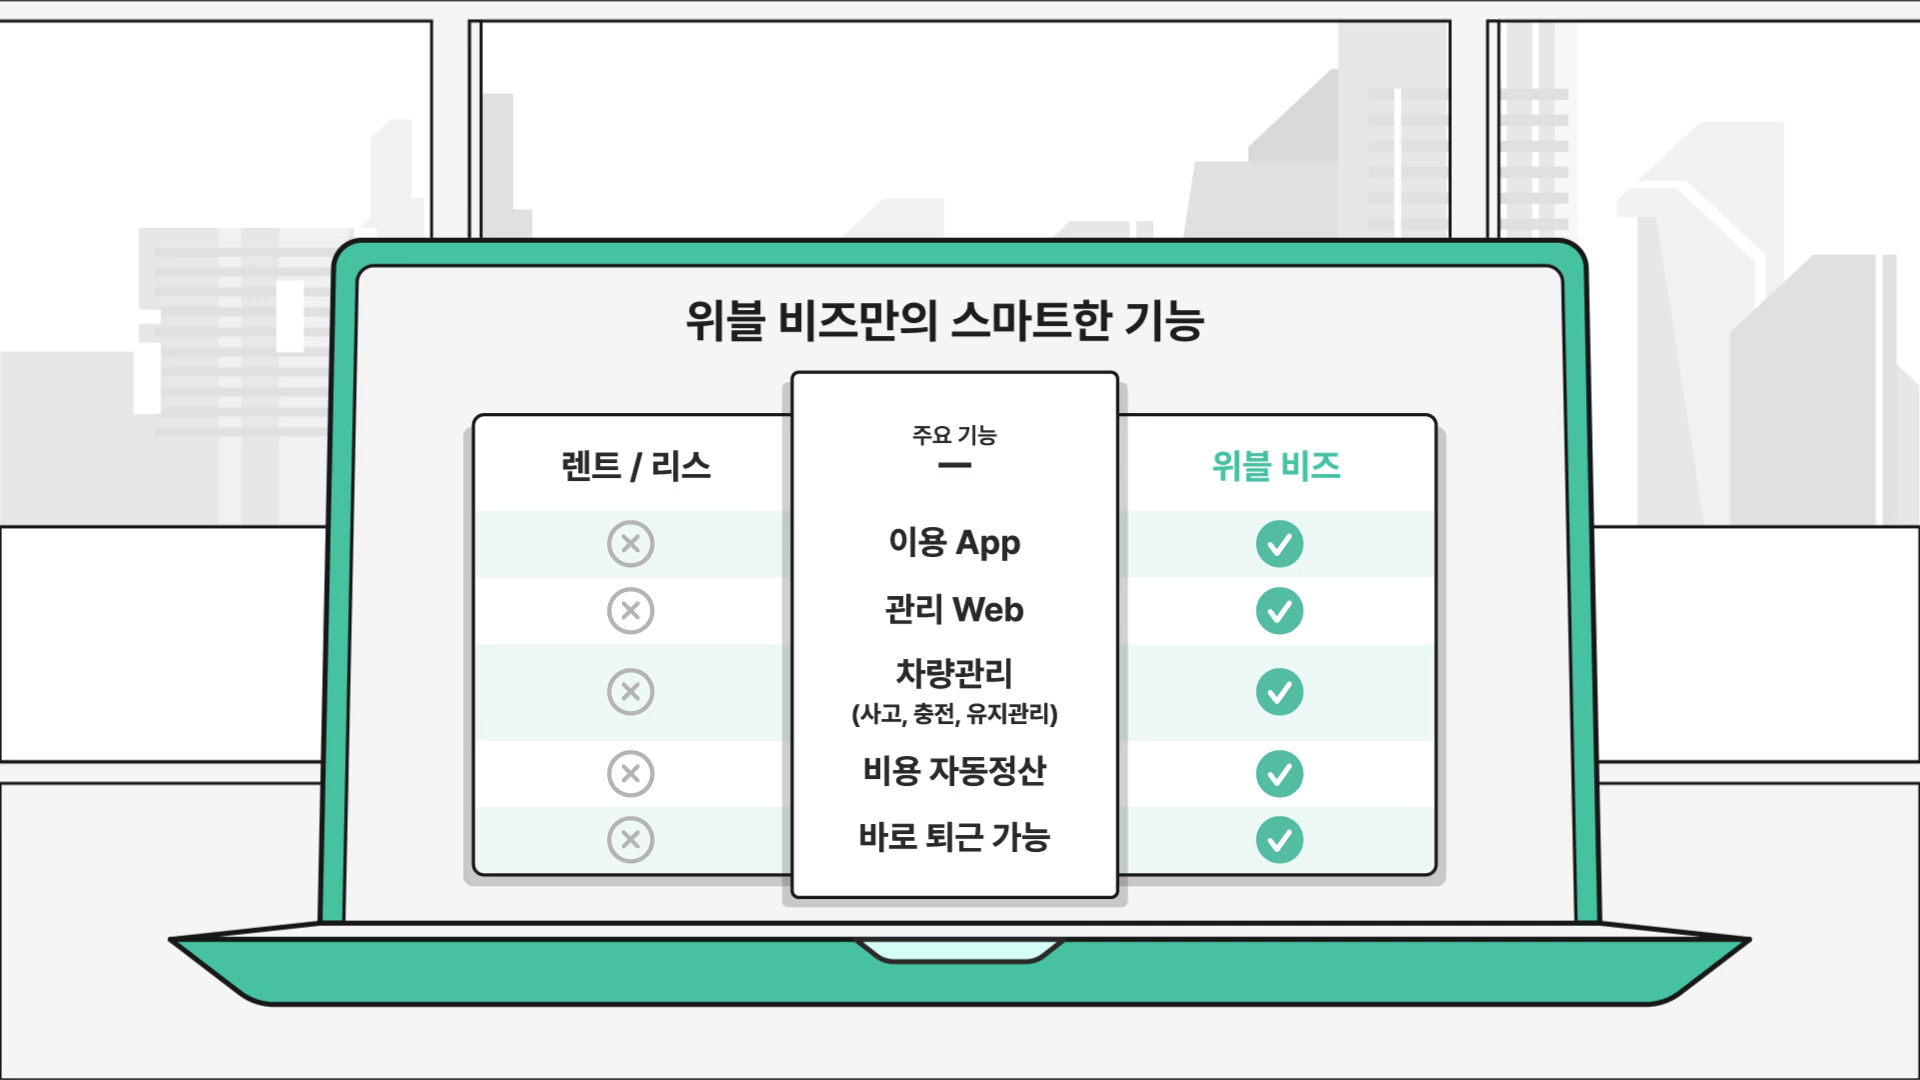 위블 비즈만의 스마트한 기능
렌트 / 리스
주요 기능
위블 비즈
이용 App
관리 Web
차량관리
(사고, 충전, 유지관리)
비용 자동정산
바로 퇴근 가능